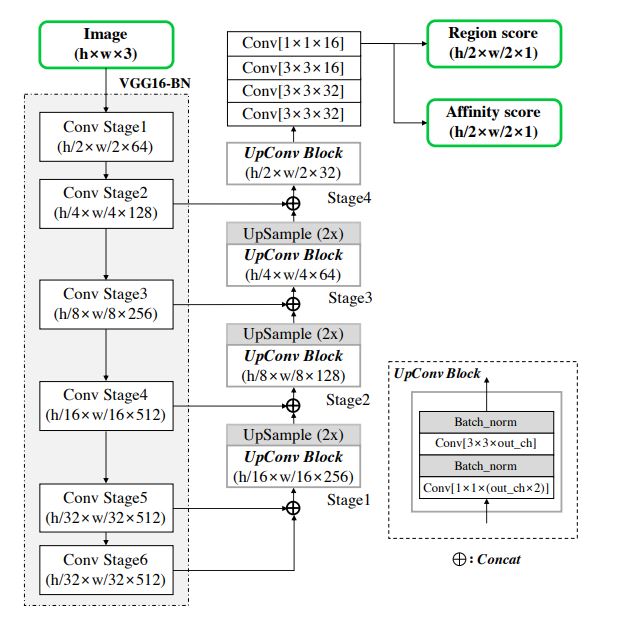 Image
(h×w×3)
VGG16-BN
Conv Stage1
(h/2×w/2×64)
Conv Stage2
(h/4×w/4×128)
Conv Stage3
(h/8×w/8×256)
Conv Stage4
(h/16×w/16×512)
Conv Stage5
(h/32×w/32×512)
Conv Stage6
(h/32×w/32×512)
Conv[1×1×16]
Conv[3×3×16]
Conv[3×3×32]
Conv[3×3×32]
UpConv Block
(h/2×w/2×32)
Stage4
UpSample (2x)
UpConv Block
(h/4×w/4×64)
Stage3
UpSample (2x)
UpConv Block
(h/8×w/8×128)
Stage2
UpSample (2x)
UpConv Block
(h/16×w/16×256)
Stage1
Region score
(h/2×w/2×1)
Affinity score
(h/2×w/2×1)
UpConv Block
Batch_norm
Conv[3×3×out_ch]
Batch_norm
Conv[1×1×(out_ch×2)]
⊕: Concat